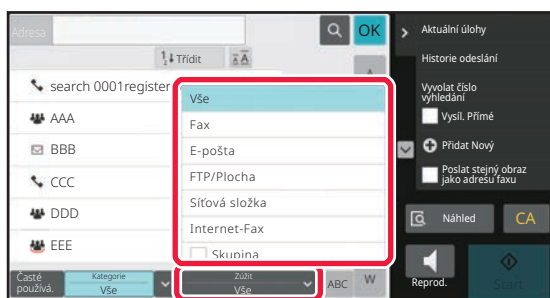 Adresa
OK
Třídit
search 0001register
AAA
BBB
CCC
DDD
EEE
Vše
Fax
E-pošta
FTP/Plocha
Síťová složka
Internet-Fax
Skupina
Časté
používá.
Kategorie
Vše
Zúžit
Vše
ABC
W
Aktuální úlohy
Historie odeslání
Vyvolat číslo
vyhledání
Vysíl. Přímé
Přidat Nový
Poslat stejný obraz
jako adresu faxu
Náhled
CA
Reprod.
Start